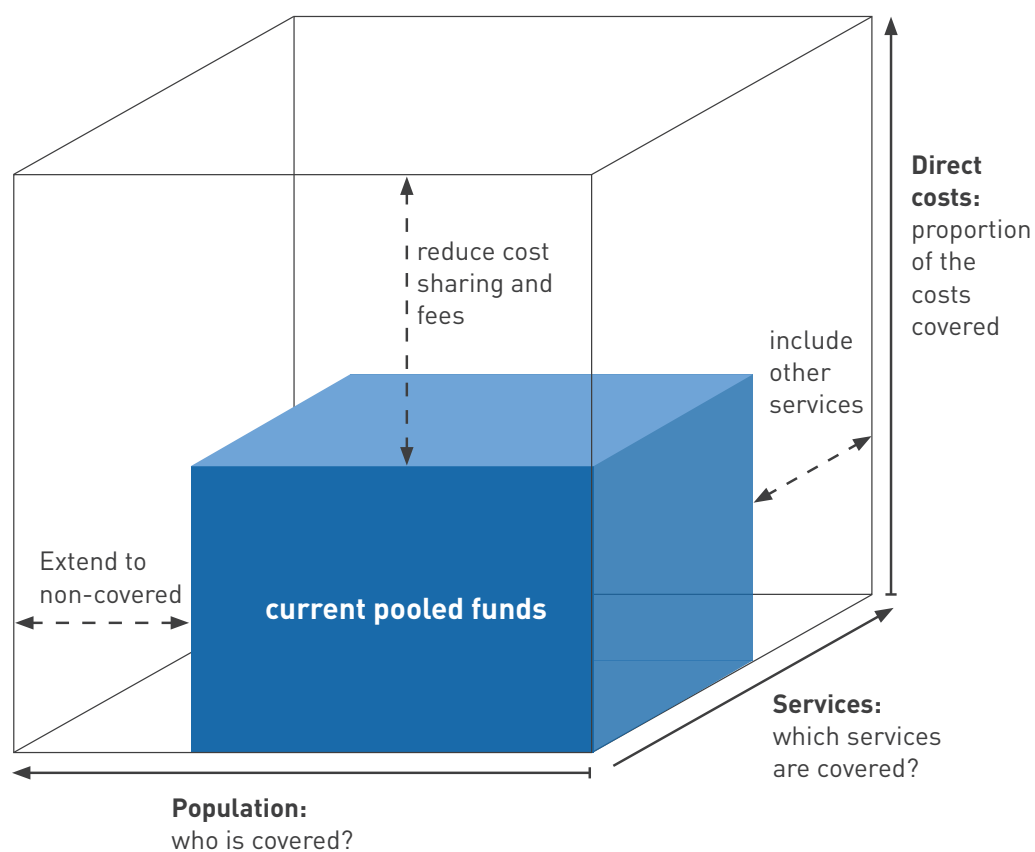 Direct
costs:
proportion
of the
costs
covered
reduce cost
sharing and
fees
include
other
services
Extend to
non-covered
current pooled funds
Services:
which services
are covered?
Population:
who is covered?